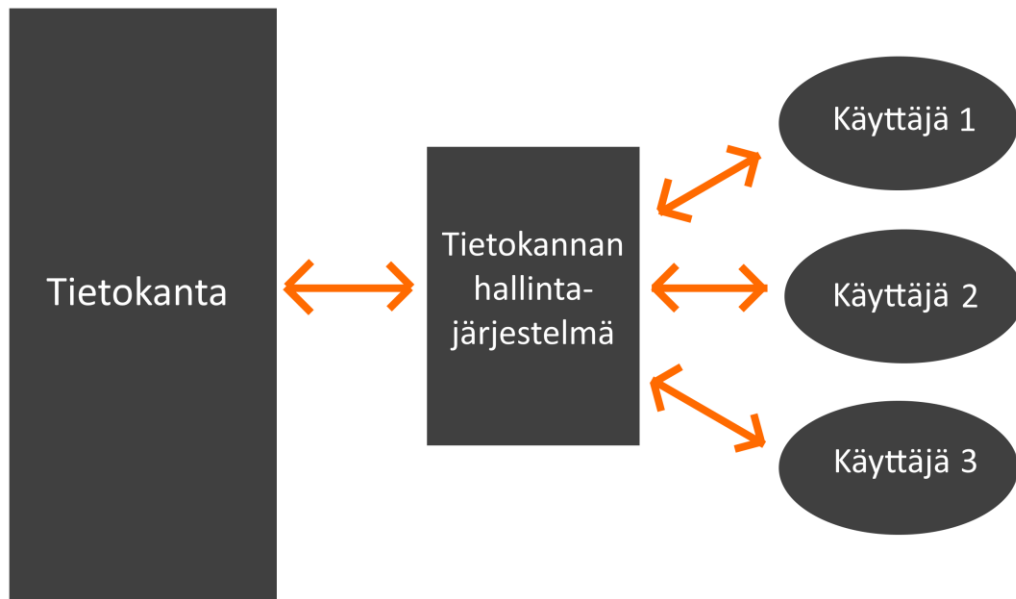 Tietokanta
Tietokannan
hallinta-
järjestelmä
Käyttäjä 1
Käyttäjä 2
Käyttäjä 3